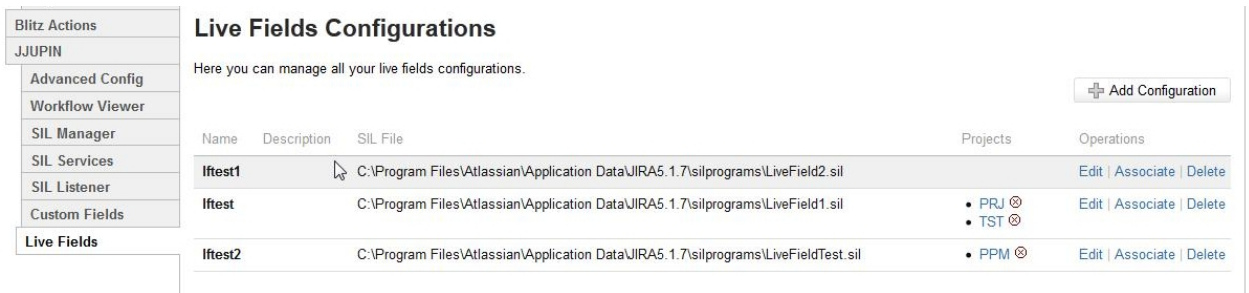 Blitz Actions
JJUPIN
Advanced Config
Workflow Viewer
SIL Manager
SIL Services
SIL Listener
Custom Fields
Live Fields
Live Fields Configurations
Here you can manage all your live fields configurations.
Add Configuration
Name Description SIL File Projects Operations
lftest1 C:\Program Files\Atlassian\Application Data\JIRA5.1.7\silprograms\LiveField2.sil Edit | Associate | Delete
lftest C:\Program Files\Atlassian\Application Data\JIRA5.1.7\silprograms\LiveField1.sil • PRJ Edit | Associate | Delete
• TST
lftest2 C:\Program Files\Atlassian\Application Data\JIRA5.1.7\silprograms\LiveFieldTest.sil • PPM Edit | Associate | Delete